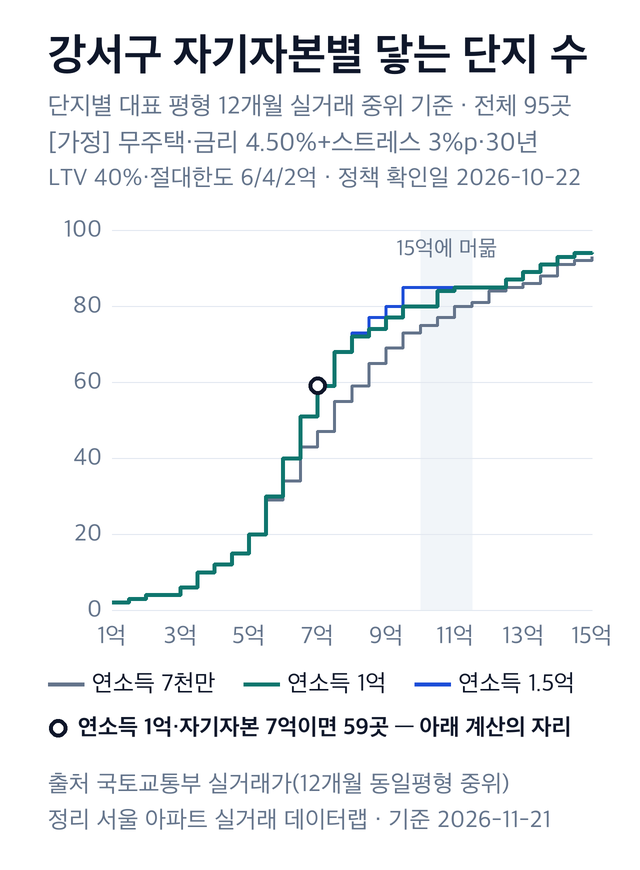 강서구 자기자본별 닿는 단지 수
단지별 대표 평형 12개월 실거래 중위 기준 · 전체 95곳
[가정] 무주택·금리 4.50%+스트레스 3%p·30년
LTV 40%·절대한도 6/4/2억 · 정책 확인일 2026-10-22
100
15억에 머묾
80
60
40
20
0
1억 3억 5억 7억 9억 11억 13억 15억
연소득 7천만 연소득 1억 연소득 1.5억
연소득 1억·자기자본 7억이면 59곳 — 아래 계산의 자리
출처 국토교통부 실거래가(12개월 동일평형 중위)
정리 서울 아파트 실거래 데이터랩 · 기준 2026-11-21